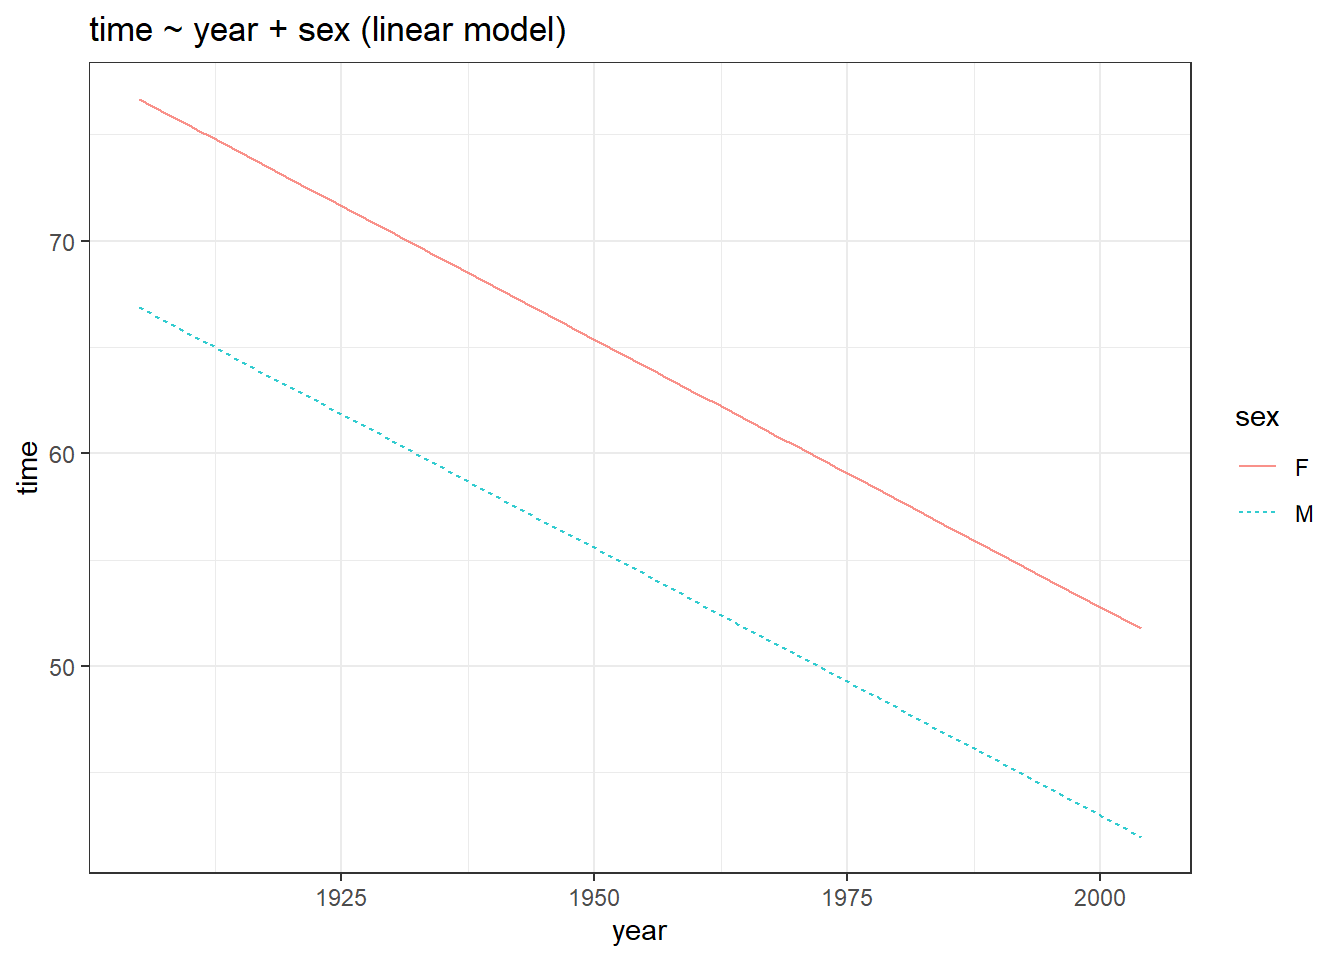 time ~ year + sex (linear model)
time
70
60
50
1925
1950
1975
2000
year
sex
F
M